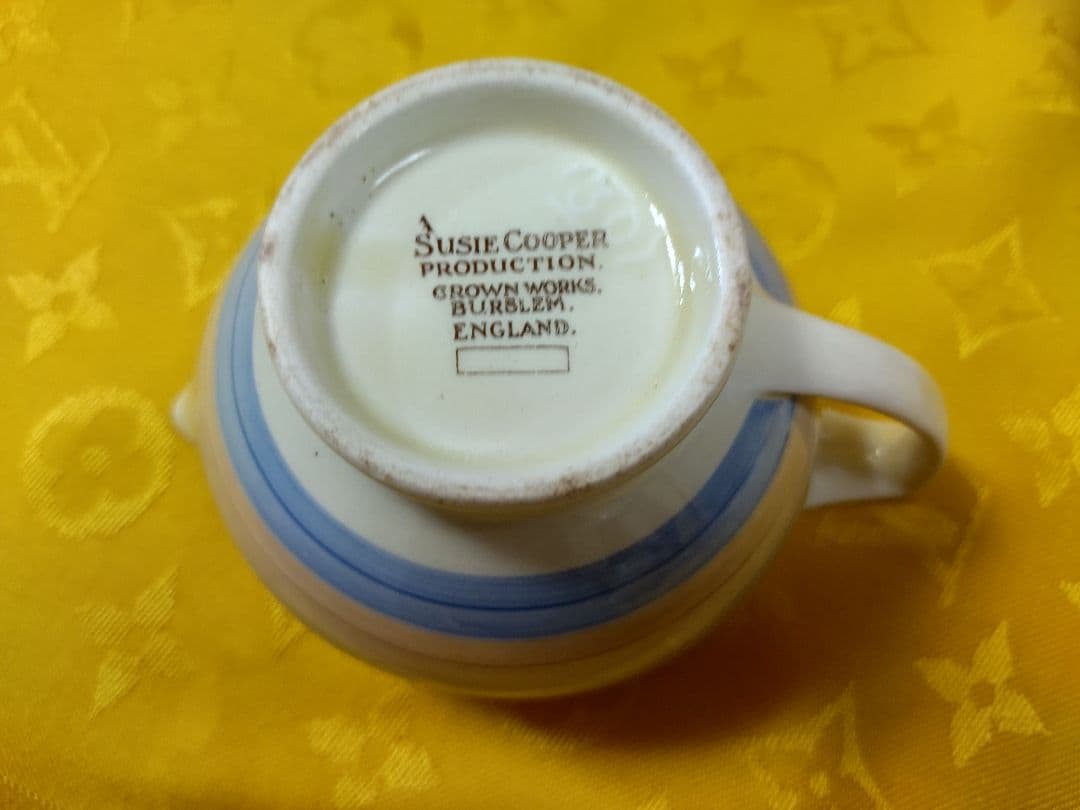 A
SUSIE COOPER
PRODUCTION.
CROWN WORKS.
BURSLEM.
ENGLAND.